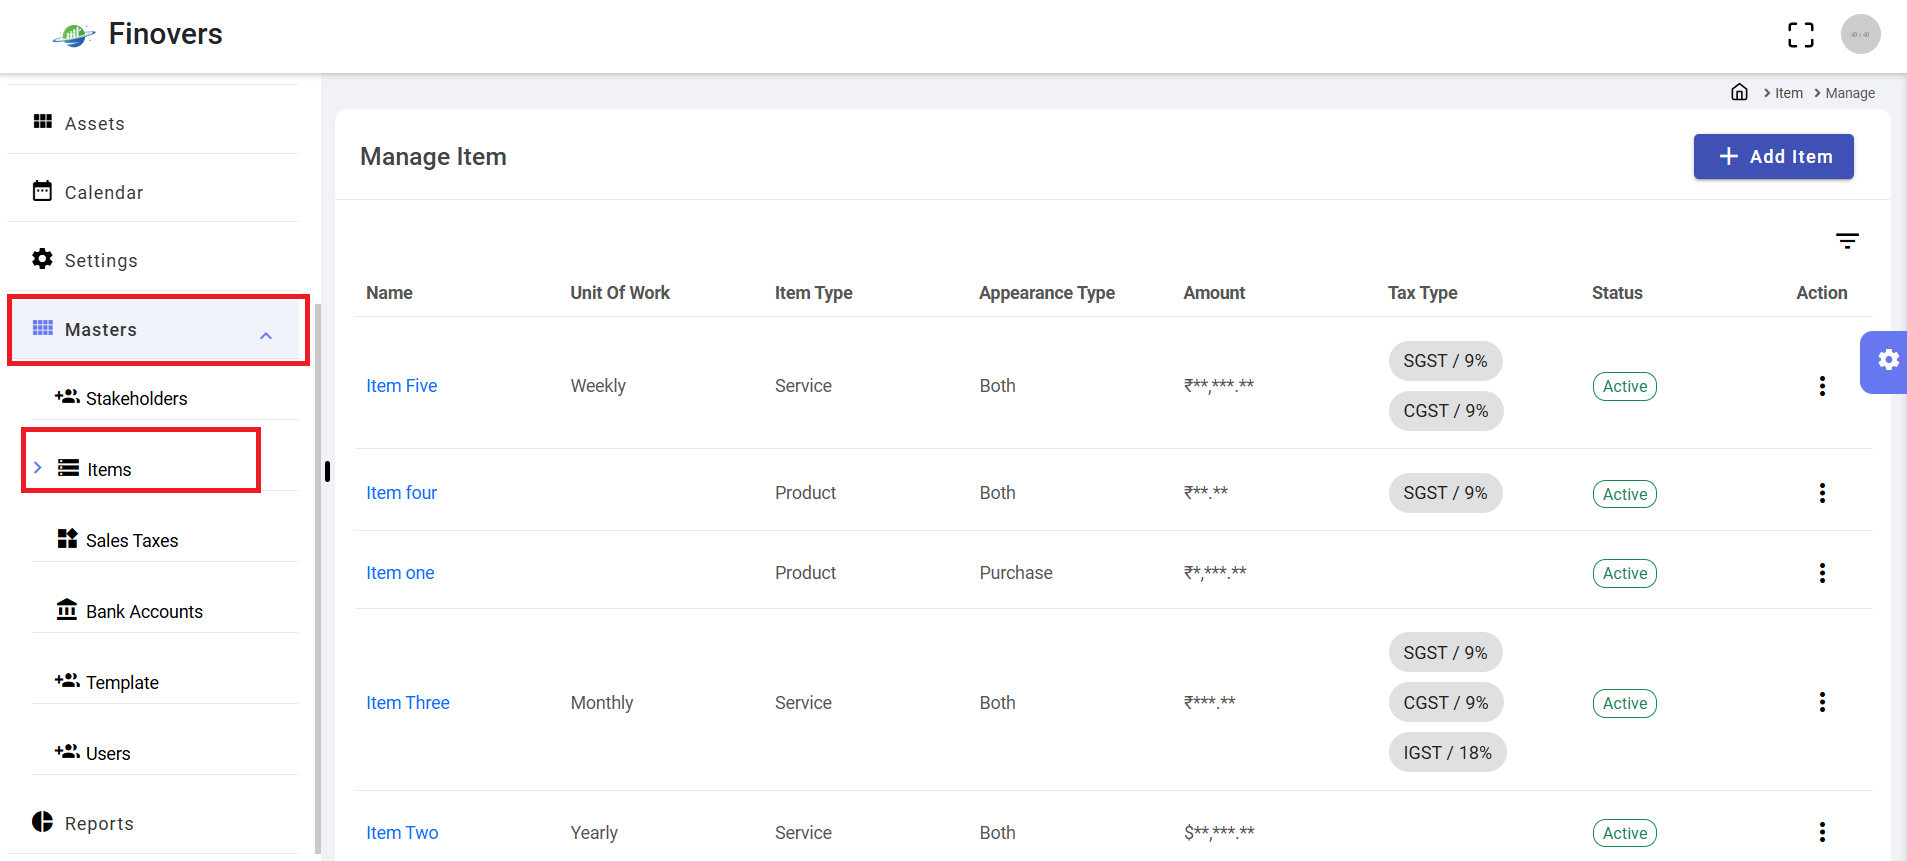 Finovers
40 x 40
Item Manage
Assets
Calendar
Settings
Masters
Stakeholders
Items
Sales Taxes
Bank Accounts
Template
Users
Reports
Manage Item
Add Item
Name Unit Of Work Item Type Appearance Type Amount Tax Type Status Action
Item Five Weekly Service Both ₹**,***.** SGST / 9% Active
CGST / 9%
Item four Product Both ₹**.** SGST / 9% Active
Item one Product Purchase ₹*,***.** Active
SGST / 9%
Item Three Monthly Service Both ₹***.** CGST / 9% Active
IGST / 18%
Item Two Yearly Service Both $**,***.** Active